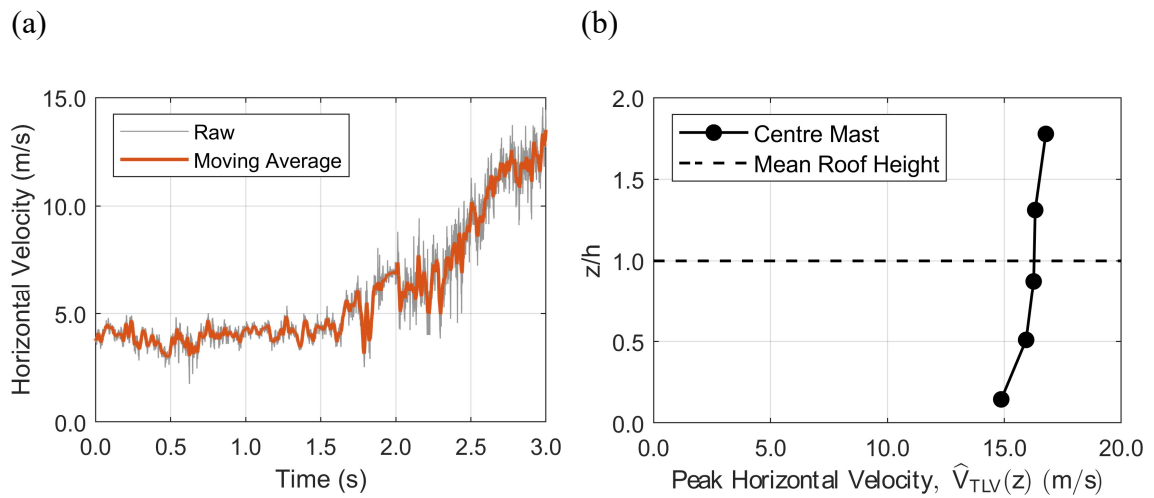 (a)
(b)
15.0
10.0
5.0
0.0
Horizontal Velocity (m/s)
Raw
Moving Average
0.0 0.5 1.0 1.5 2.0 2.5 3.0
Time (s)
2.0
1.5
1.0
0.5
0.0
z/h
Centre Mast
Mean Roof Height
0.0 5.0 10.0 15.0 20.0
Peak Horizontal Velocity, V̂_TLV(z) (m/s)